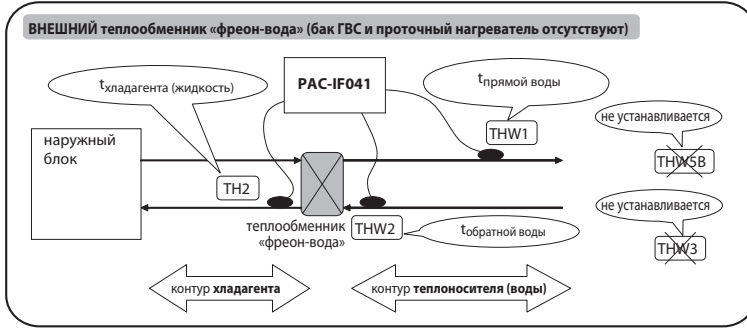 ВНЕШНИЙ теплообменник «фреон-вода» (бак ГВС и проточный нагреватель отсутствуют)
tхладагента (жидкость)
PAC-IF041
tпрямой воды
THW1
не устанавливается
THW5B
наружный
блок
TH2
теплообменник
«фреон-вода»
THW2
tобратной воды
не устанавливается
THW3
контур хладагента
контур теплоносителя (воды)